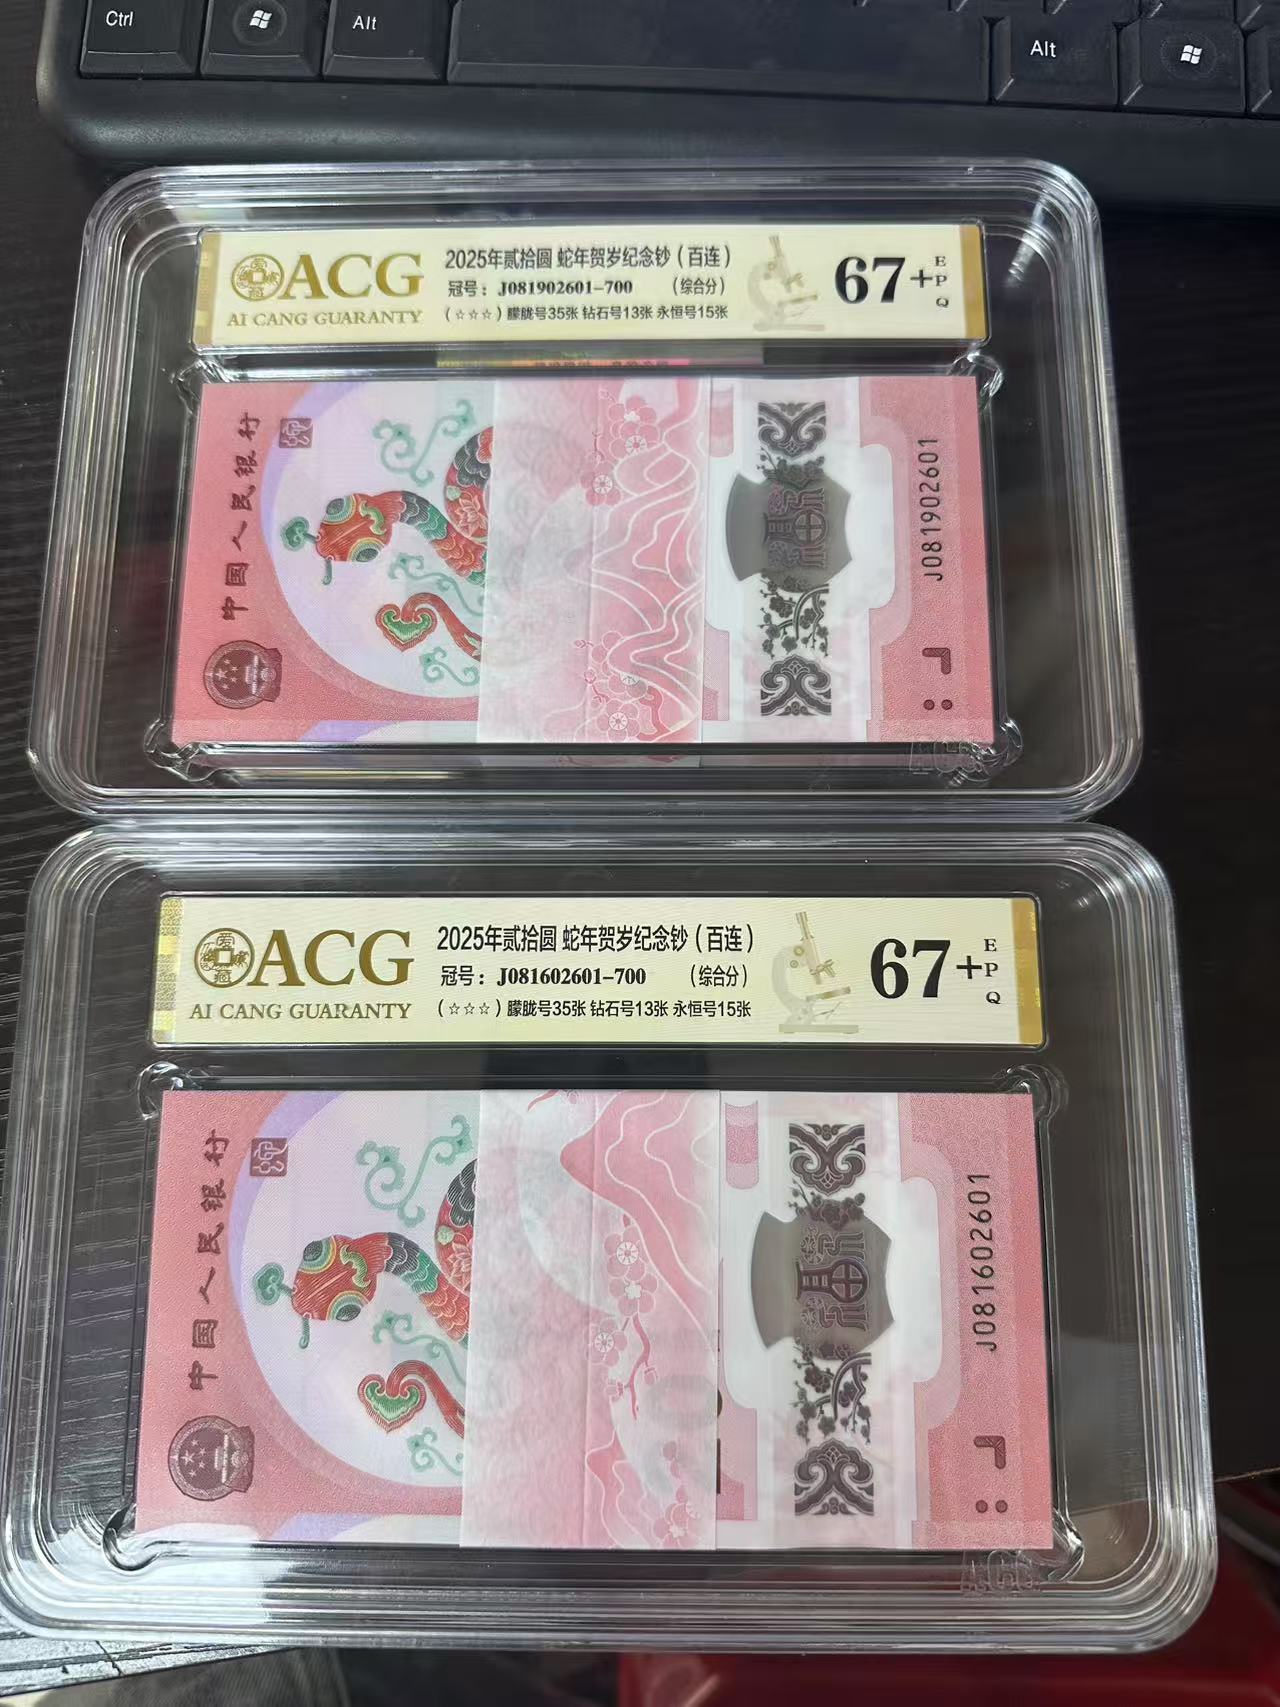 Ctrl
Alt
Alt
ACG
AI CANG GUARANTY
2025年贰拾圆 蛇年贺岁纪念钞（百连）
冠号：J081902601-700 （综合分）
（☆☆☆）朦胧号35张 钻石号13张 永恒号15张
67+
EPQ
中国人民银行
福
J081902601
ACG
AI CANG GUARANTY
2025年贰拾圆 蛇年贺岁纪念钞（百连）
冠号：J081602601-700 （综合分）
（☆☆☆）朦胧号35张 钻石号13张 永恒号15张
67+
EPQ
中国人民银行
福
J081602601